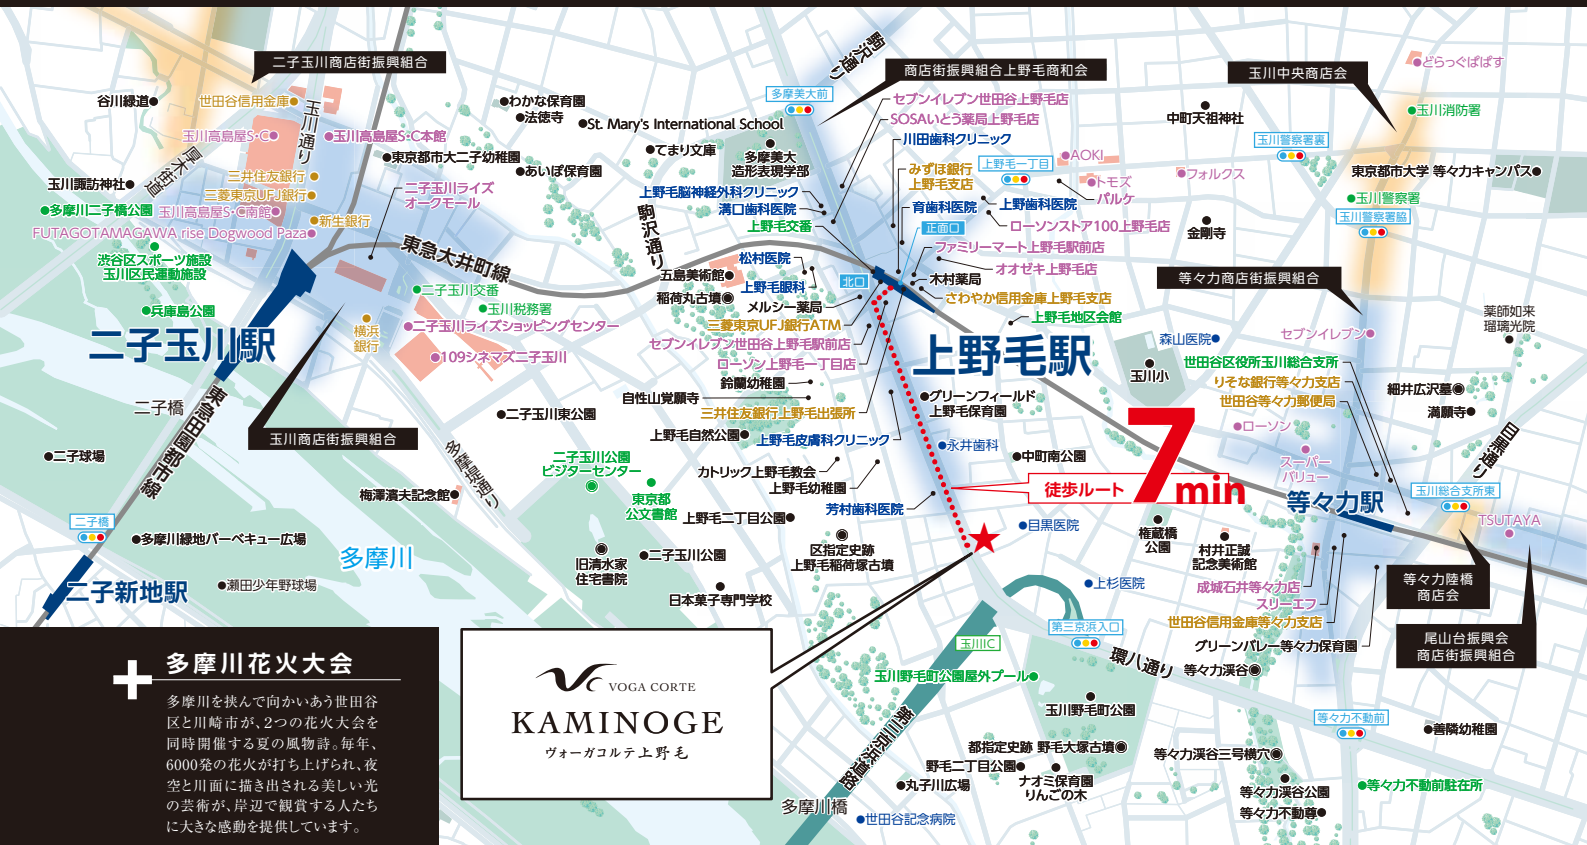 二子玉川商店街振興組合
谷川緑道
世田谷信用金庫
玉川通り
玉川高島屋S・C
玉川高島屋S・C本館
厚木街道
玉川諏訪神社
三井住友銀行
三菱東京UFJ銀行
多摩川二子橋公園
玉川高島屋S・C南館
新生銀行
FUTAGOTAMAGAWA rise Dogwood Paza
渋谷区スポーツ施設
玉川区民運動施設
兵庫島公園
二子玉川駅
わかな保育園
法徳寺
St. Mary's International School
東京都市大二子幼稚園
あいぽ保育園
二子玉川ライズ
オークモール
東急大井町線
二子玉川交番
玉川税務署
横浜
銀行
二子玉川ライズショッピングセンター
109シネマズ二子玉川
二子橋
東急田園都市線
玉川商店街振興組合
二子玉川東公園
二子球場
多摩堤通り
梅澤濱夫記念館
二子橋
多摩川緑地バーベキュー広場
多摩川
二子新地駅
瀬田少年野球場
駒沢通り
多摩美大前
商店街振興組合上野毛商和会
てまり文庫
多摩美大
造形表現学部
セブンイレブン世田谷上野毛店
SOSAいとう薬局上野毛店
川田歯科クリニック
みずほ銀行
上野毛支店
上野毛一丁目
AOKI
トモズ
パルケ
フォルクス
上野毛脳神経外科クリニック
溝口歯科医院
上野毛交番
育歯科医院
上野歯科医院
正面口
ローソンストア100上野毛店
駒沢通り
五島美術館
松村医院
上野毛眼科
稲荷丸古墳
メルシー薬局
北口
ファミリーマート上野毛駅前店
オオゼキ上野毛店
木村薬局
さわやか信用金庫上野毛支店
上野毛地区会館
三菱東京UFJ銀行ATM
セブンイレブン世田谷上野毛駅前店
ローソン上野毛一丁目店
上野毛駅
鈴蘭幼稚園
自性山覚願寺
三井住友銀行上野毛出張所
グリーンフィールド
上野毛保育園
上野毛自然公園
上野毛皮膚科クリニック
永井歯科
二子玉川公園
ビジターセンター
カトリック上野毛教会
上野毛幼稚園
中町南公園
東京都
公文書館
上野毛二丁目公園
芳村歯科医院
徒歩ルート
7min
目黒医院
旧清水家
住宅書院
二子玉川公園
区指定史跡
上野毛稲荷塚古墳
日本菓子専門学校
上杉医院
玉川中央商店会
どらっぐぱぱす
中町天祖神社
玉川消防署
玉川警察署裏
東京都市大学 等々力キャンパス
玉川警察署
玉川警察署脇
金剛寺
等々力商店街振興組合
薬師如来
瑠璃光院
森山医院
セブンイレブン
玉川小
世田谷区役所玉川総合支所
りそな銀行等々力支店
世田谷等々力郵便局
細井広沢墓
満願寺
ローソン
スーパー
バリュー
目黒通り
玉川総合支所東
等々力駅
TSUTAYA
権蔵橋
公園
村井正誠
記念美術館
成城石井等々力店
スリーエフ
世田谷信用金庫等々力支店
グリーンバレー等々力保育園
等々力陸橋
商店会
尾山台振興会
商店街振興組合
第三京浜入口
環八通り
等々力渓谷
玉川IC
玉川野毛町公園屋外プール
玉川野毛町公園
第三京浜道路
都指定史跡 野毛大塚古墳
野毛二丁目公園
丸子川広場
ナオミ保育園
りんごの木
多摩川橋
世田谷記念病院
等々力不動前
善隣幼稚園
等々力渓谷三号横穴
等々力渓谷公園
等々力不動前駐在所
等々力不動尊
VOGA CORTE
KAMINOGE
ヴォーガコルテ上野毛
多摩川花火大会
多摩川を挟んで向かいあう世田谷
区と川崎市が、2つの花火大会を
同時開催する夏の風物詩。毎年、
6000発の花火が打ち上げられ、夜
空と川面に描き出される美しい光
の芸術が、岸辺で観賞する人たち
に大きな感動を提供しています。